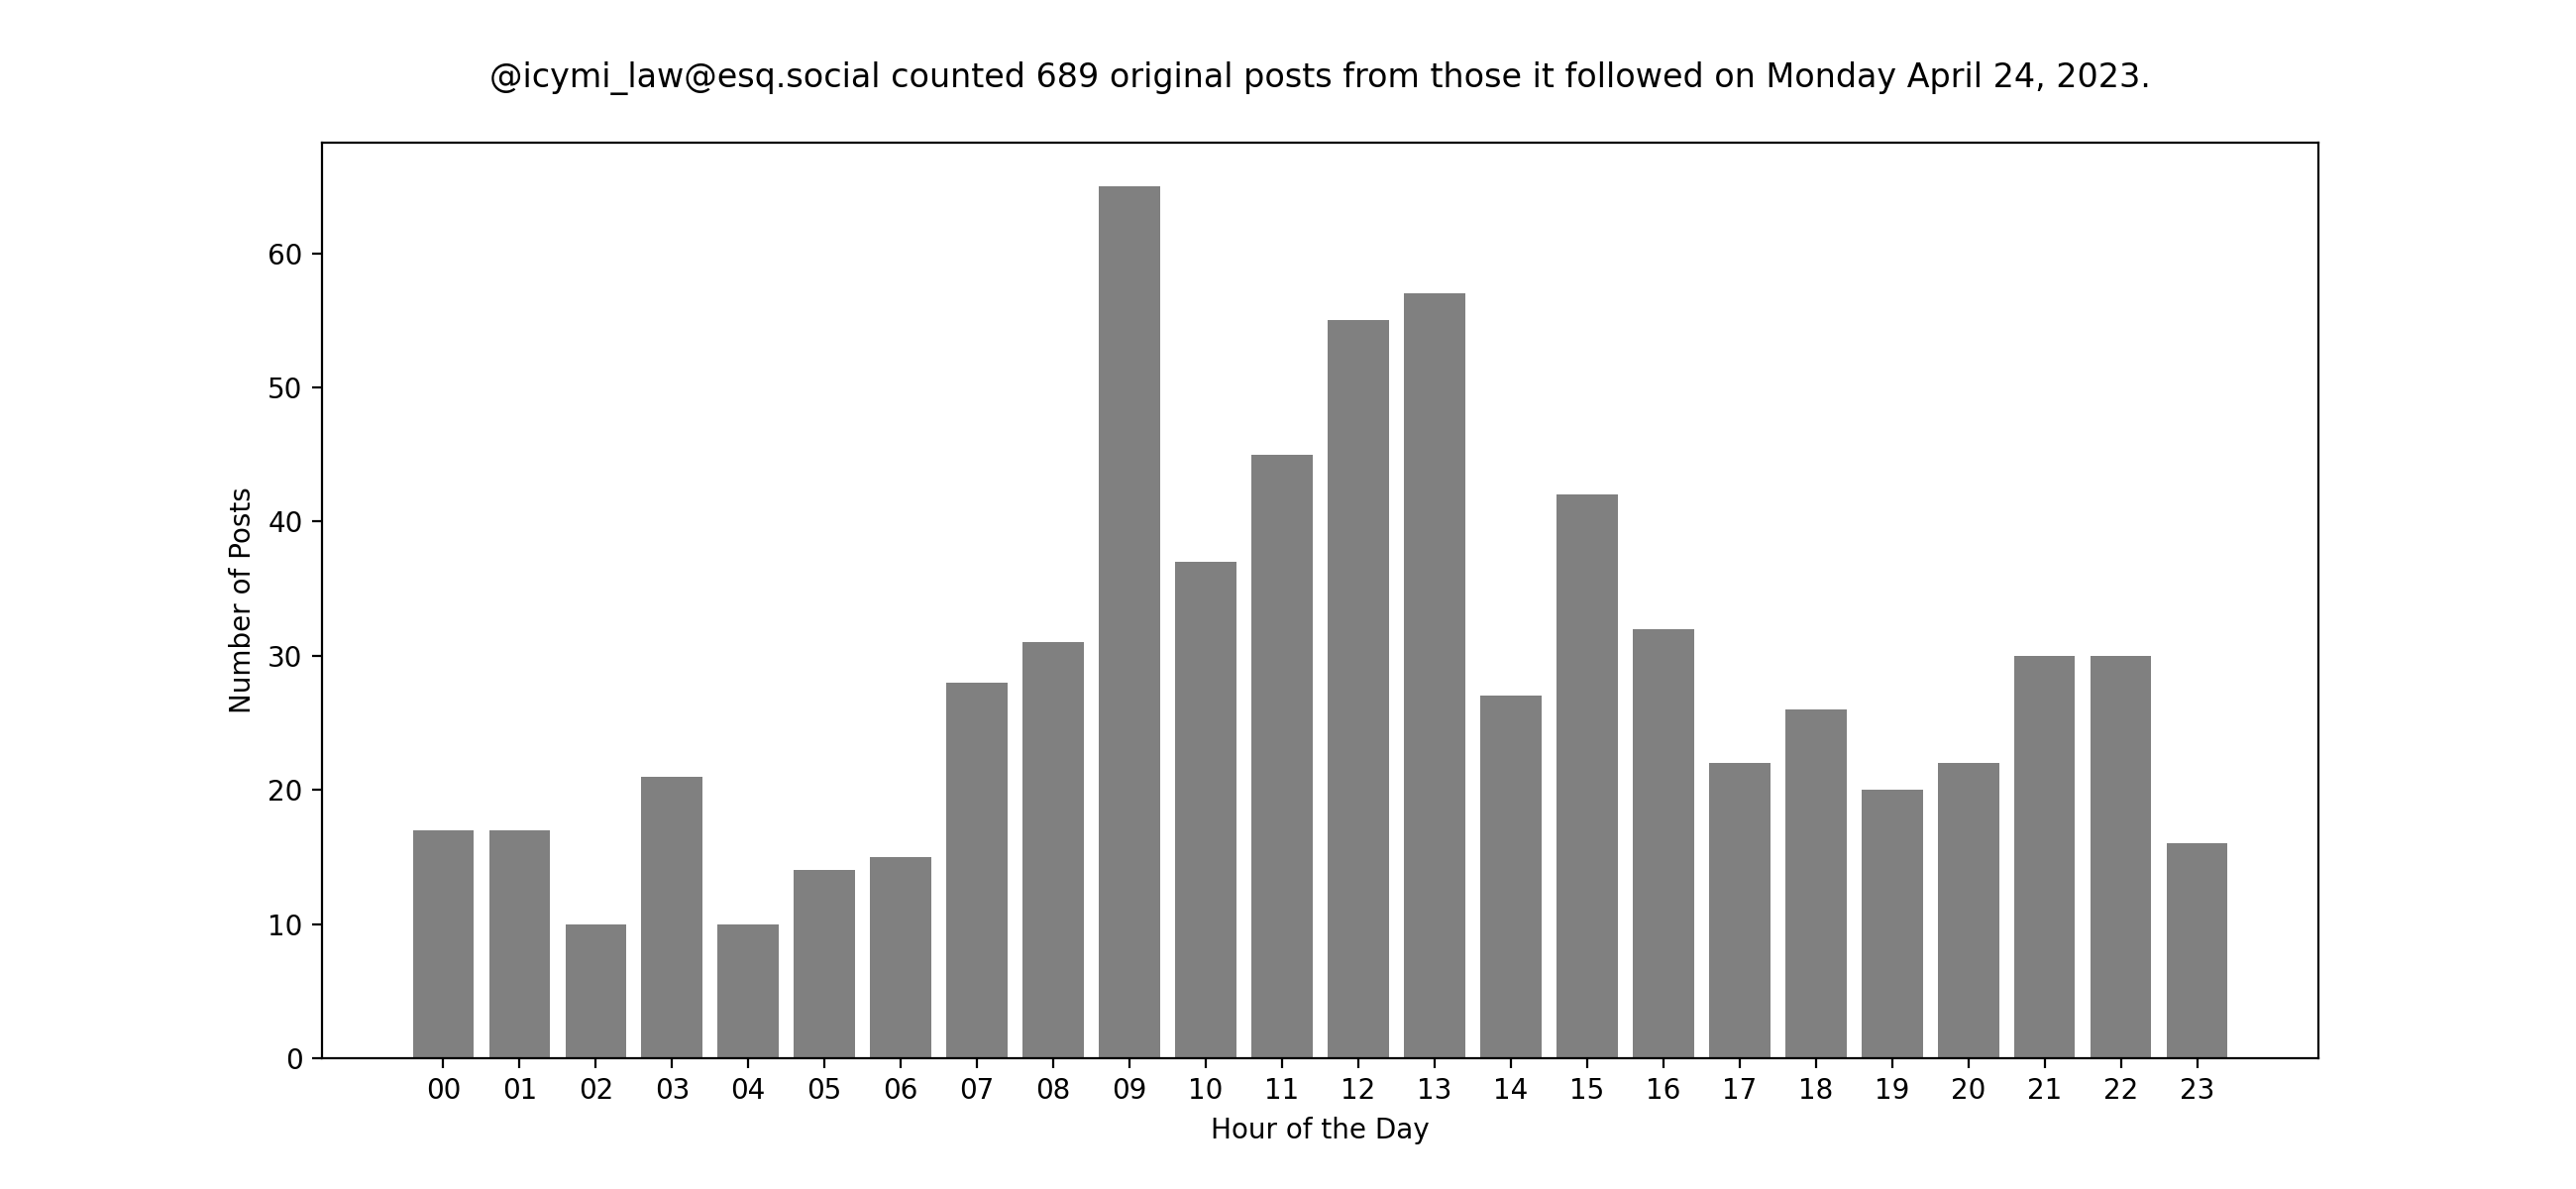 @icymi_law@esq.social counted 689 original posts from those it followed on Monday April 24, 2023.
60
50
40
30
20
10
0
Number of Posts
00 01 02 03 04 05 06 07 08 09 10 11 12 13 14 15 16 17 18 19 20 21 22 23
Hour of the Day